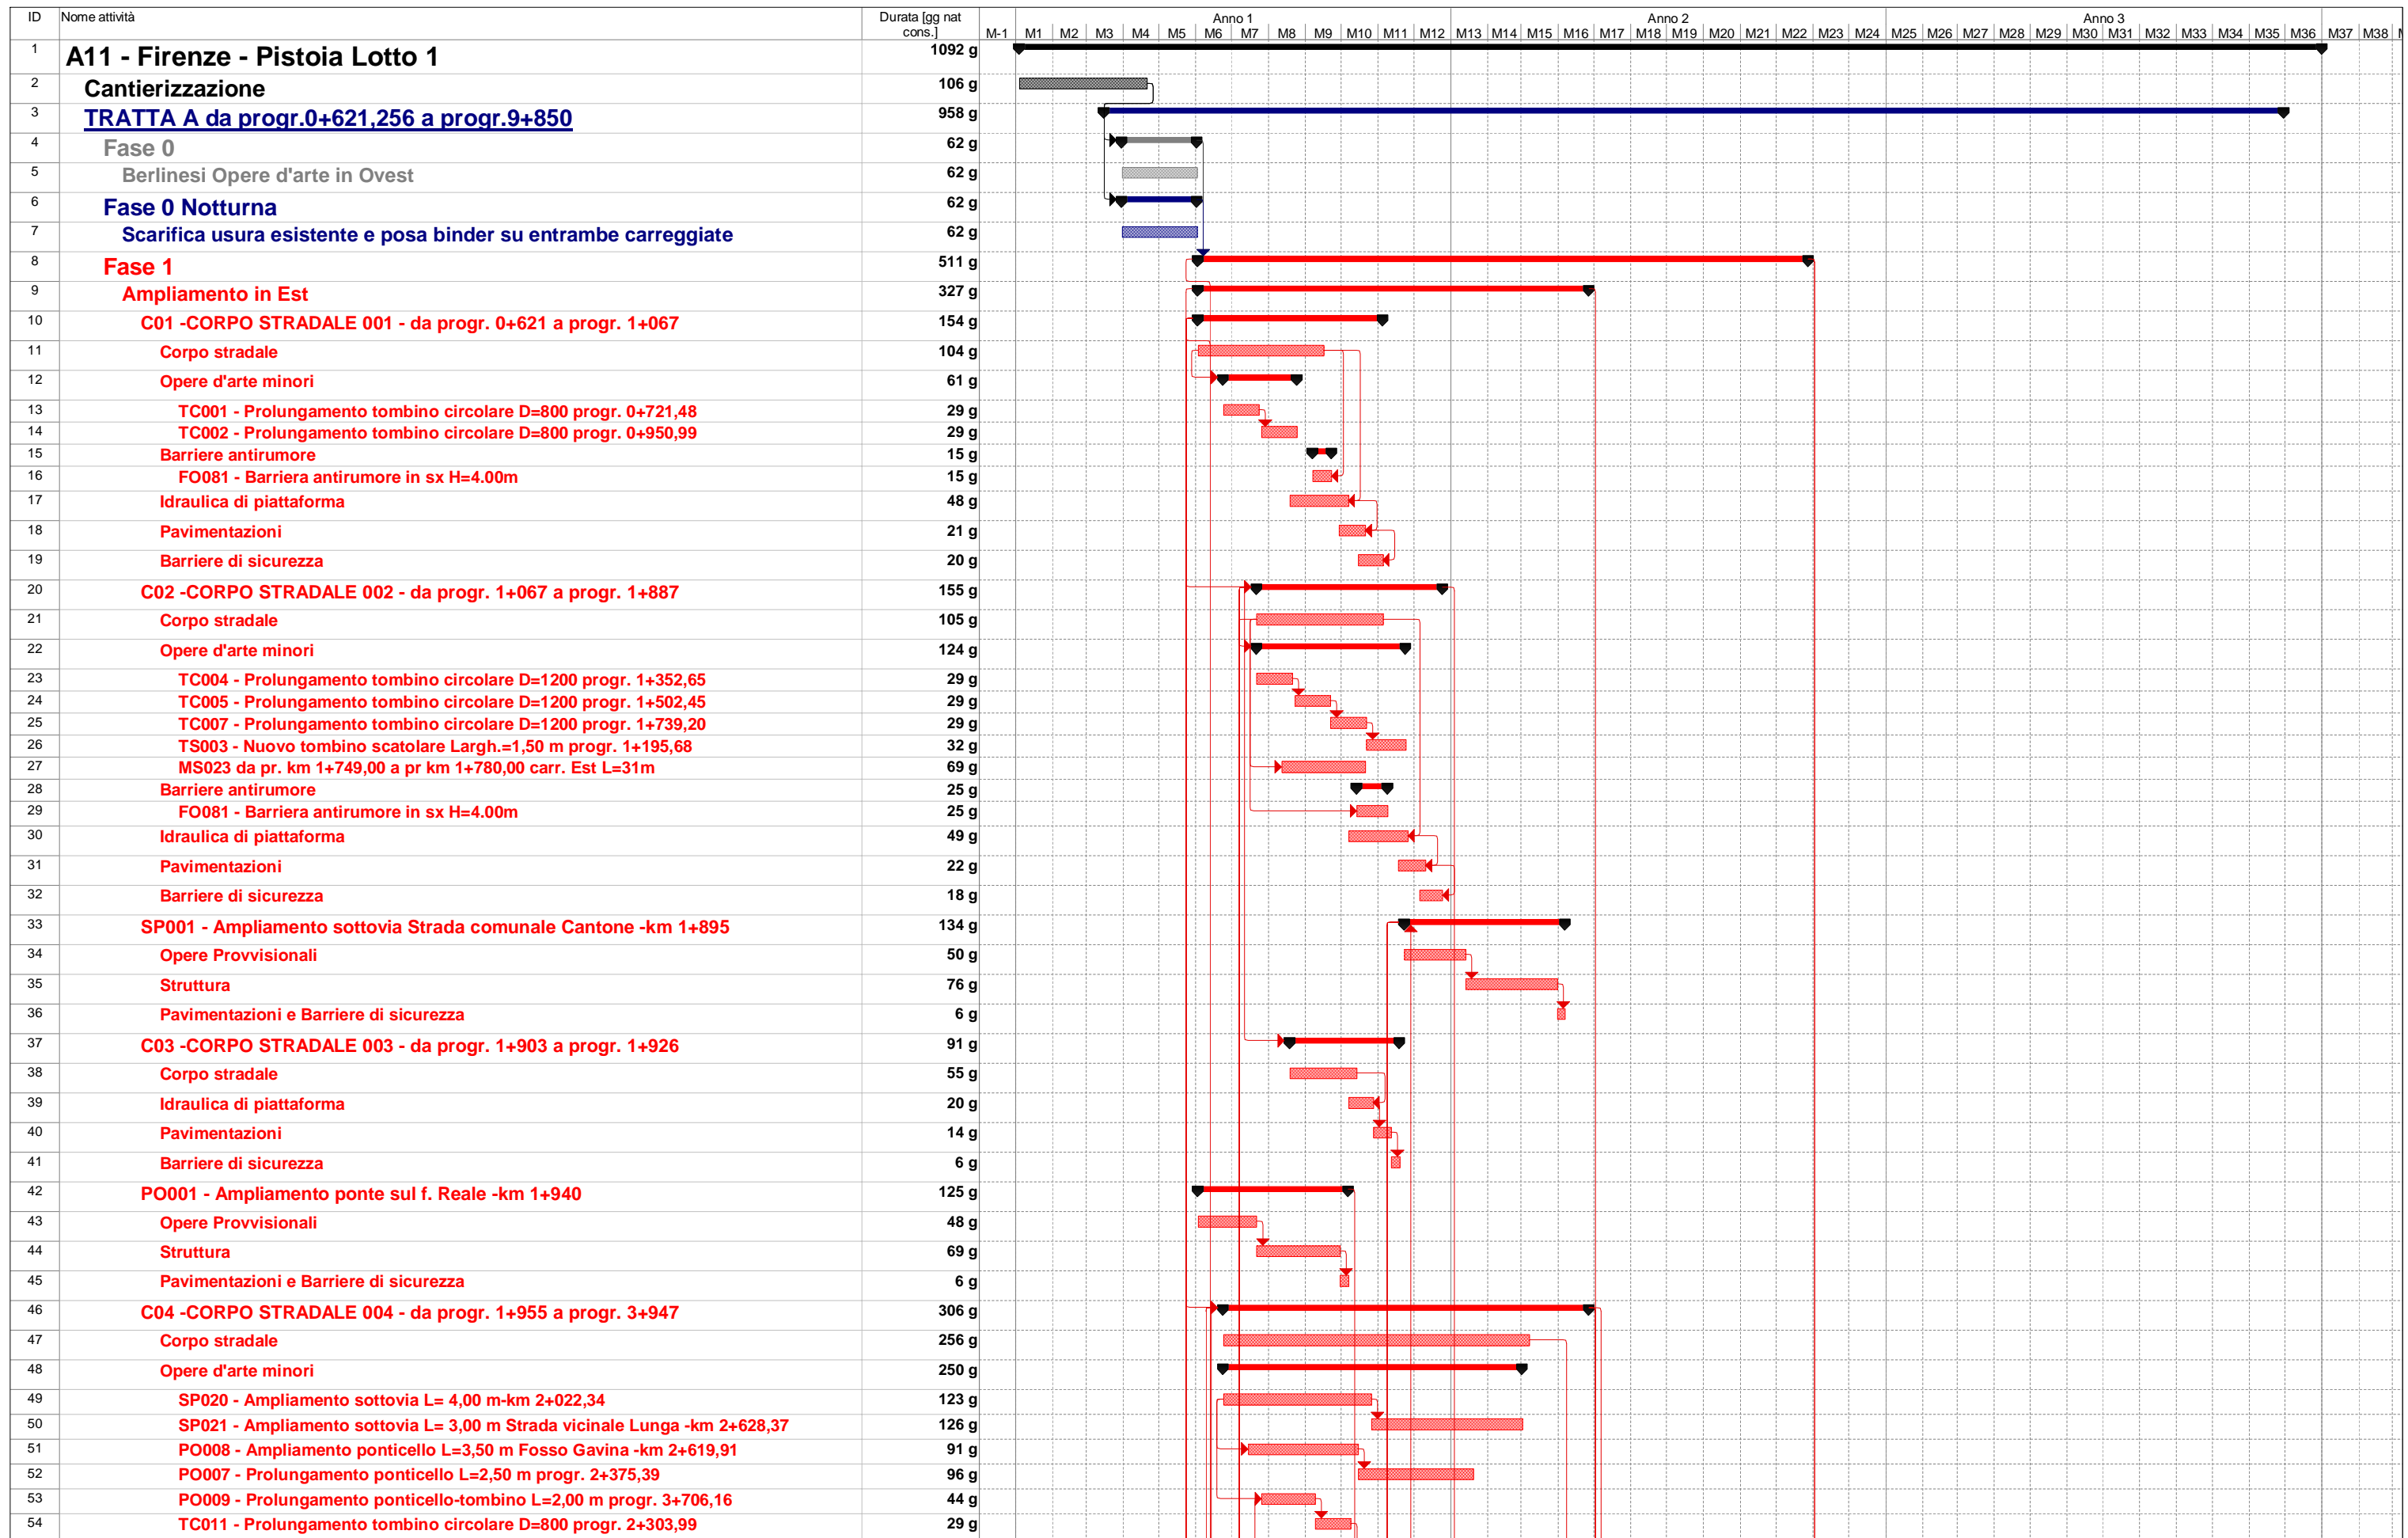 ID Nome attività Durata [gg nat cons.] Anno 1 Anno 2 Anno 3
M-1 M1 M2 M3 M4 M5 M6 M7 M8 M9 M10 M11 M12 M13 M14 M15 M16 M17 M18 M19 M20 M21 M22 M23 M24 M25 M26 M27 M28 M29 M30 M31 M32 M33 M34 M35 M36 M37 M38
1 A11 - Firenze - Pistoia Lotto 1 1092 g
2 Cantierizzazione 106 g
3 TRATTA A da progr.0+621,256 a progr.9+850 958 g
4 Fase 0 62 g
5 Berlinesi Opere d'arte in Ovest 62 g
6 Fase 0 Notturna 62 g
7 Scarifica usura esistente e posa binder su entrambe carreggiate 62 g
8 Fase 1 511 g
9 Ampliamento in Est 327 g
10 C01 -CORPO STRADALE 001 - da progr. 0+621 a progr. 1+067 154 g
11 Corpo stradale 104 g
12 Opere d'arte minori 61 g
13 TC001 - Prolungamento tombino circolare D=800 progr. 0+721,48 29 g
14 TC002 - Prolungamento tombino circolare D=800 progr. 0+950,99 29 g
15 Barriere antirumore 15 g
16 FO081 - Barriera antirumore in sx H=4.00m 15 g
17 Idraulica di piattaforma 48 g
18 Pavimentazioni 21 g
19 Barriere di sicurezza 20 g
20 C02 -CORPO STRADALE 002 - da progr. 1+067 a progr. 1+887 155 g
21 Corpo stradale 105 g
22 Opere d'arte minori 124 g
23 TC004 - Prolungamento tombino circolare D=1200 progr. 1+352,65 29 g
24 TC005 - Prolungamento tombino circolare D=1200 progr. 1+502,45 29 g
25 TC007 - Prolungamento tombino circolare D=1200 progr. 1+739,20 29 g
26 TS003 - Nuovo tombino scatolare Largh.=1,50 m progr. 1+195,68 32 g
27 MS023 da pr. km 1+749,00 a pr km 1+780,00 carr. Est L=31m 69 g
28 Barriere antirumore 25 g
29 FO081 - Barriera antirumore in sx H=4.00m 25 g
30 Idraulica di piattaforma 49 g
31 Pavimentazioni 22 g
32 Barriere di sicurezza 18 g
33 SP001 - Ampliamento sottovia Strada comunale Cantone -km 1+895 134 g
34 Opere Provvisionali 50 g
35 Struttura 76 g
36 Pavimentazioni e Barriere di sicurezza 6 g
37 C03 -CORPO STRADALE 003 - da progr. 1+903 a progr. 1+926 91 g
38 Corpo stradale 55 g
39 Idraulica di piattaforma 20 g
40 Pavimentazioni 14 g
41 Barriere di sicurezza 6 g
42 PO001 - Ampliamento ponte sul f. Reale -km 1+940 125 g
43 Opere Provvisionali 48 g
44 Struttura 69 g
45 Pavimentazioni e Barriere di sicurezza 6 g
46 C04 -CORPO STRADALE 004 - da progr. 1+955 a progr. 3+947 306 g
47 Corpo stradale 256 g
48 Opere d'arte minori 250 g
49 SP020 - Ampliamento sottovia L= 4,00 m-km 2+022,34 123 g
50 SP021 - Ampliamento sottovia L= 3,00 m Strada vicinale Lunga -km 2+628,37 126 g
51 PO008 - Ampliamento ponticello L=3,50 m Fosso Gavina -km 2+619,91 91 g
52 PO007 - Prolungamento ponticello L=2,50 m progr. 2+375,39 96 g
53 PO009 - Prolungamento ponticello-tombino L=2,00 m progr. 3+706,16 44 g
54 TC011 - Prolungamento tombino circolare D=800 progr. 2+303,99 29 g